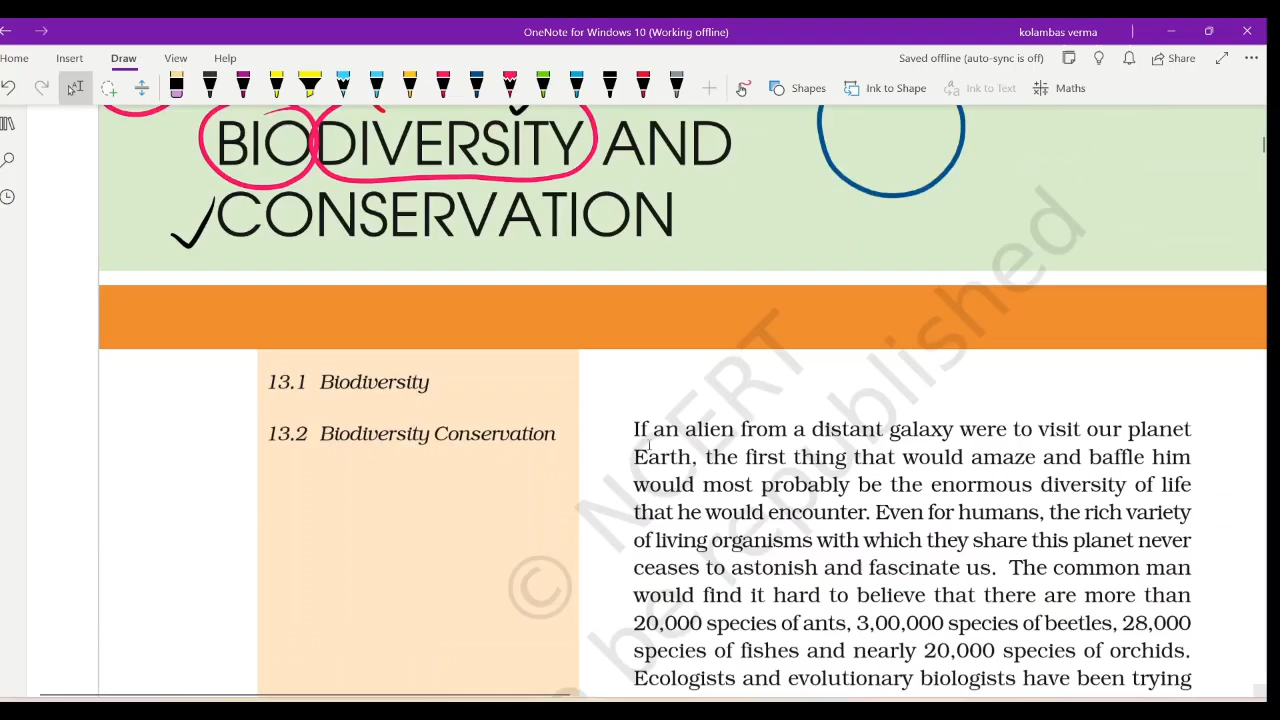 OneNote for Windows 10 (Working offline)
kolambas verma
Home Insert Draw View Help
Saved offline (auto-sync is off)
Share
Shapes
Ink to Shape
Ink to Text
Maths
BIODIVERSITY AND
CONSERVATION
13.1 Biodiversity
13.2 Biodiversity Conservation
If an alien from a distant galaxy were to visit our planet
Earth, the first thing that would amaze and baffle him
would most probably be the enormous diversity of life
that he would encounter. Even for humans, the rich variety
of living organisms with which they share this planet never
ceases to astonish and fascinate us. The common man
would find it hard to believe that there are more than
20,000 species of ants, 3,00,000 species of beetles, 28,000
species of fishes and nearly 20,000 species of orchids.
Ecologists and evolutionary biologists have been trying
© NCERT
be republished